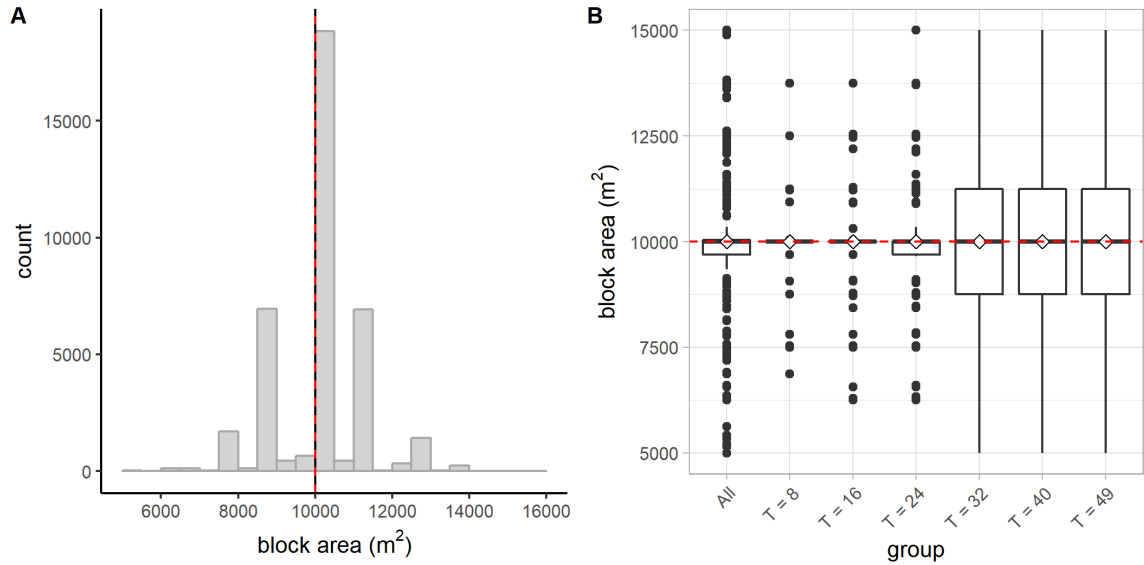 A
count
15000
10000
5000
0
6000
8000
10000
12000
14000
16000
block area (m²)
B
block area (m²)
15000
12500
10000
7500
5000
All
T = 8
T = 16
T = 24
T = 32
T = 40
T = 49
group